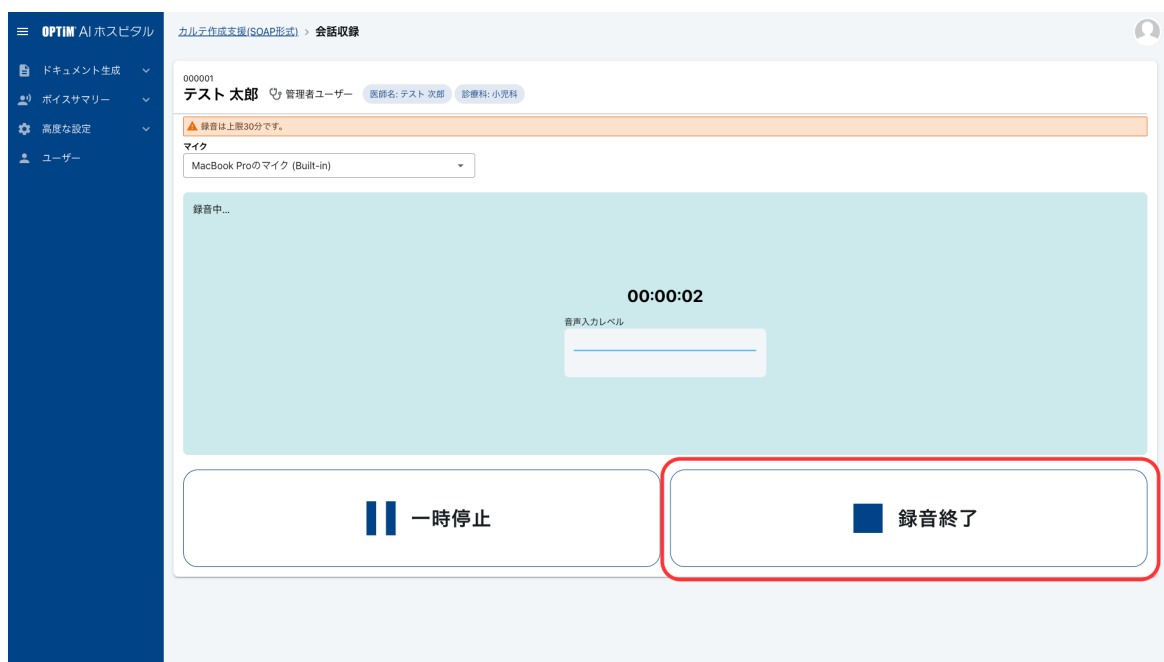 OPTiM AI ホスピタル
カルテ作成支援(SOAP形式) > 会話収録
ドキュメント生成
ボイスサマリー
高度な設定
ユーザー
000001
テスト 太郎 管理者ユーザー 医師名: テスト 次郎 診療科: 小児科
録音は上限30分です。
マイク
MacBook Proのマイク (Built-in)
録音中...
00:00:02
音声入力レベル
一時停止
録音終了